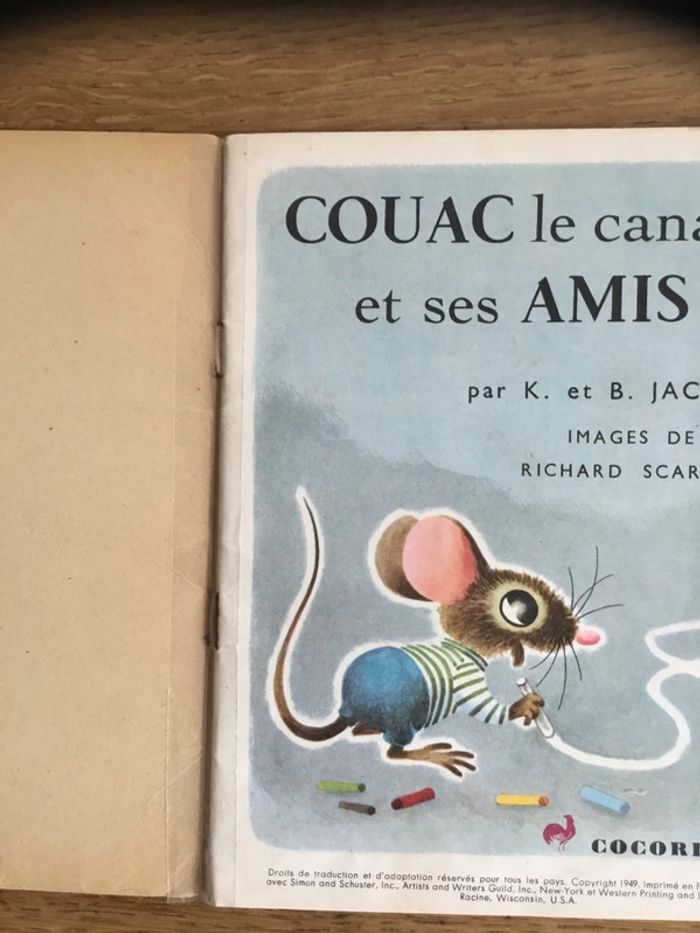 COUAC le cana
et ses AMIS
par K. et B. JAC
IMAGES DE
RICHARD SCAR
COCORI
Droits de traduction et d'adaptation réservés pour tous les pays. Copyright 1949. Imprimé en F
avec Simon and Schuster, Inc., Artists and Writers Guild, Inc., New-York et Western Printing and L
Racine, Wisconsin, U.S.A.